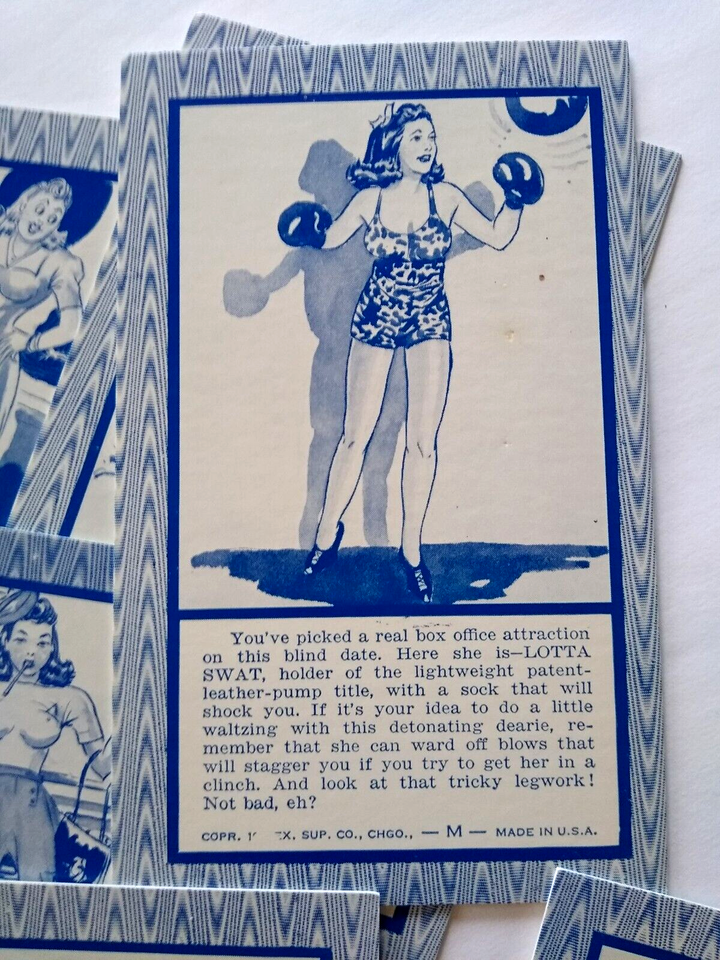 You've picked a real box office attraction
on this blind date. Here she is—LOTTA
SWAT, holder of the lightweight patent-
leather-pump title, with a sock that will
shock you. If it's your idea to do a little
waltzing with this detonating dearie, re-
member that she can ward off blows that
will stagger you if you try to get her in a
clinch. And look at that tricky legwork!
Not bad, eh?
COPR. EX. SUP. CO., CHGO., — M — MADE IN U.S.A.